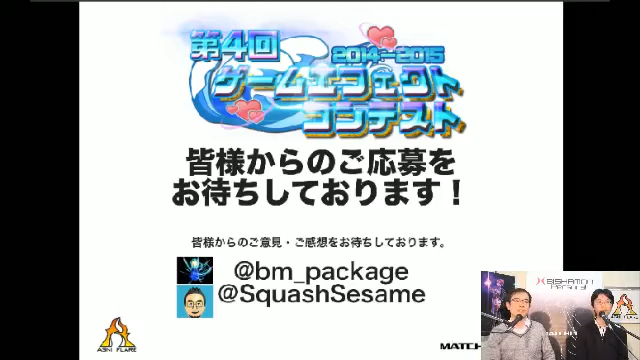 第4回
2014-2015
ゲームエフェクト
コンテスト
皆様からのご応募を
お待ちしております！
皆様からのご意見・ご感想をお待ちしております。
@bm_package
@SquashSesame
AGNI FLARE
MATCH
BISHAMON